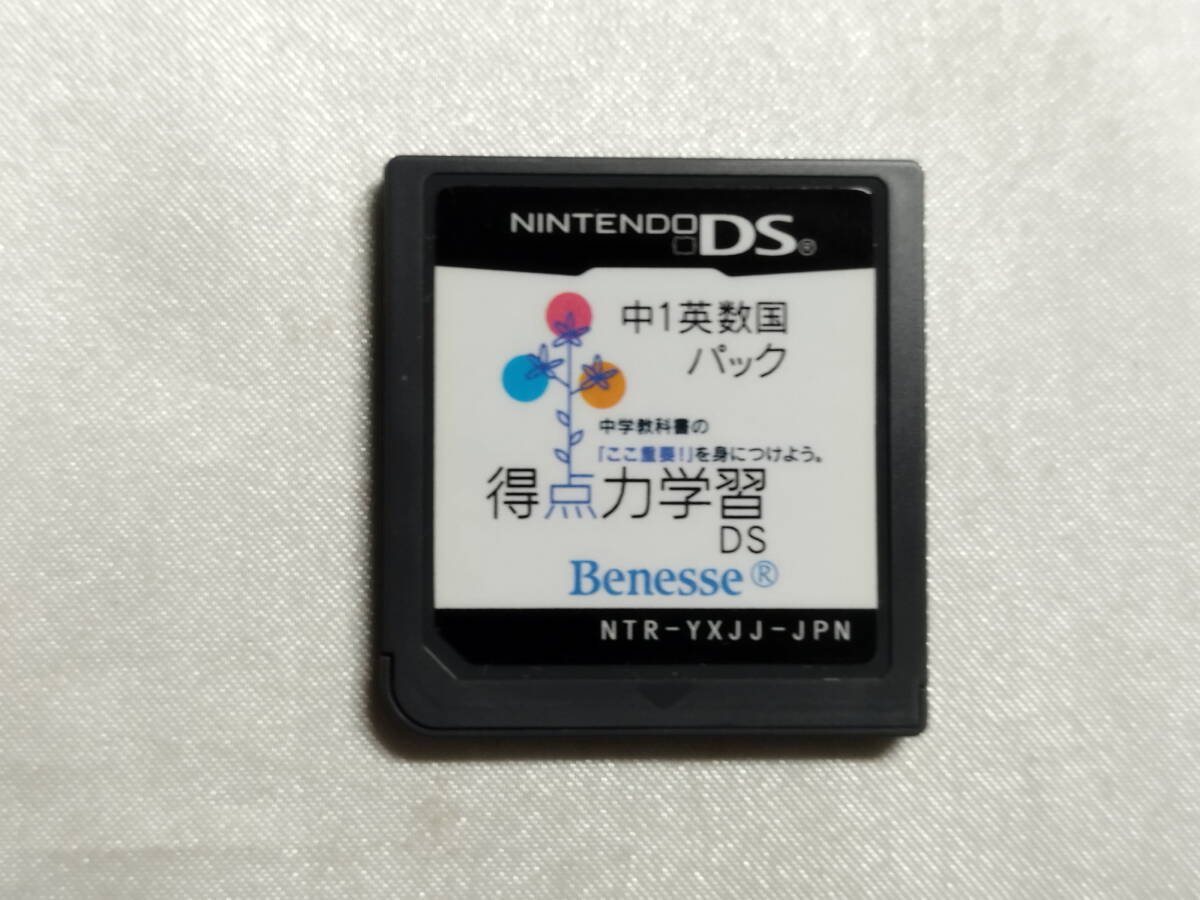 NINTENDO DS®
中1英数国
パック
中学教科書の
「ここ重要!」を身につけよう。
得点力学習
DS
Benesse®
NTR-YXJJ-JPN